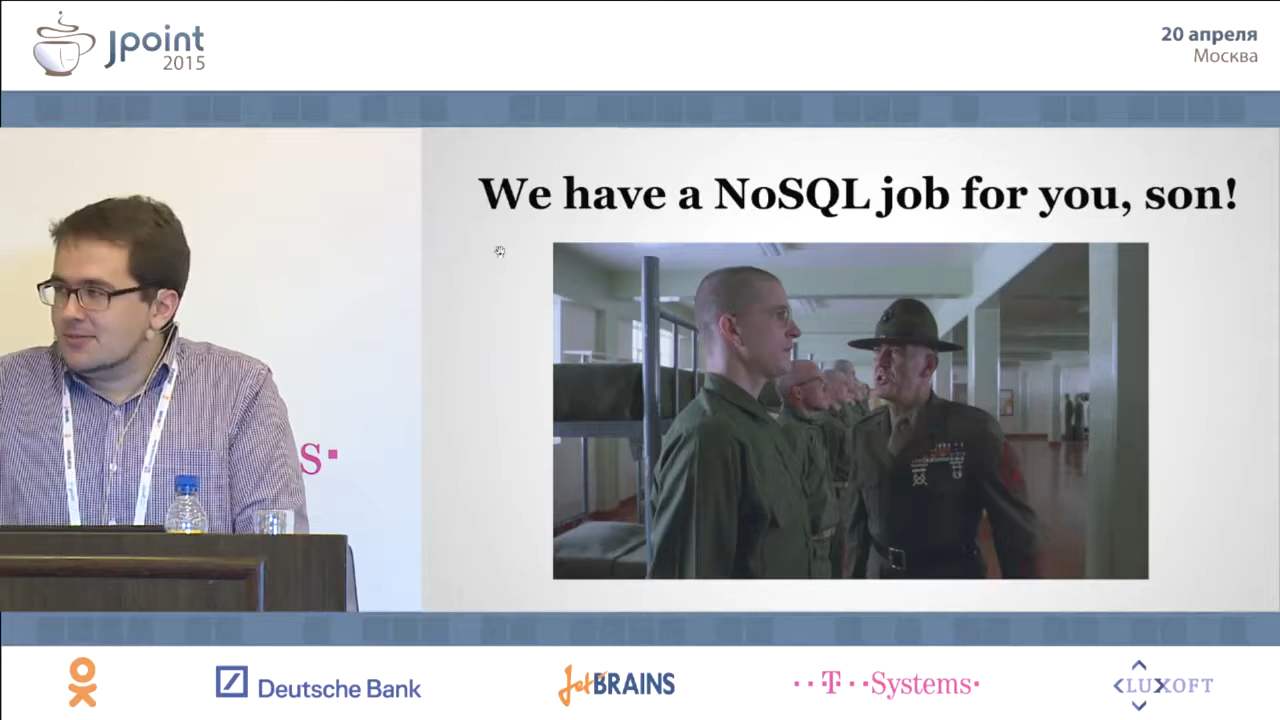 Jpoint
2015
20 апреля
Москва
We have a NoSQL job for you, son!
s
Deutsche Bank
JetBRAINS
T Systems
LUXOFT